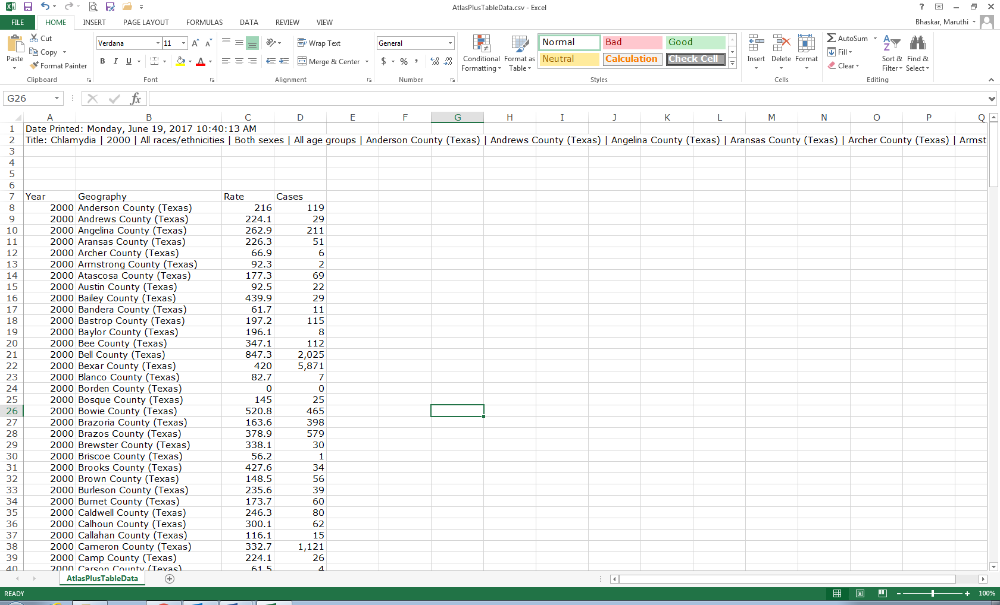 AtlasPlusTableData.csv - Excel
?
FILE HOME INSERT PAGE LAYOUT FORMULAS DATA REVIEW VIEW
Bhaskar, Maruthi
Paste
Cut
Copy
Format Painter
Clipboard
Verdana 11
B I U
Font
Wrap Text
Merge & Center
Alignment
General
$ %
Number
Conditional Formatting
Format as Table
Normal Bad Good
Neutral Calculation Check Cell
Styles
Insert Delete Format
Cells
AutoSum
Fill
Clear
Sort & Filter
Find & Select
Editing
G26
fx
A B C D E F G H I J K L M N O P Q
1 Date Printed: Monday, June 19, 2017 10:40:13 AM
2 Title: Chlamydia | 2000 | All races/ethnicities | Both sexes | All age groups | Anderson County (Texas) | Andrews County (Texas) | Angelina County (Texas) | Aransas County (Texas) | Archer County (Texas) | Armst
3
4
5
6
7 Year Geography Rate Cases
8 2000 Anderson County (Texas) 216 119
9 2000 Andrews County (Texas) 224.1 29
10 2000 Angelina County (Texas) 262.9 211
11 2000 Aransas County (Texas) 226.3 51
12 2000 Archer County (Texas) 66.9 6
13 2000 Armstrong County (Texas) 92.3 2
14 2000 Atascosa County (Texas) 177.3 69
15 2000 Austin County (Texas) 92.5 22
16 2000 Bailey County (Texas) 439.9 29
17 2000 Bandera County (Texas) 61.7 11
18 2000 Bastrop County (Texas) 197.2 115
19 2000 Baylor County (Texas) 196.1 8
20 2000 Bee County (Texas) 347.1 112
21 2000 Bell County (Texas) 847.3 2,025
22 2000 Bexar County (Texas) 420 5,871
23 2000 Blanco County (Texas) 82.7 7
24 2000 Borden County (Texas) 0 0
25 2000 Bosque County (Texas) 145 25
26 2000 Bowie County (Texas) 520.8 465
27 2000 Brazoria County (Texas) 163.6 398
28 2000 Brazos County (Texas) 378.9 579
29 2000 Brewster County (Texas) 338.1 30
30 2000 Briscoe County (Texas) 56.2 1
31 2000 Brooks County (Texas) 427.6 34
32 2000 Brown County (Texas) 148.5 56
33 2000 Burleson County (Texas) 235.6 39
34 2000 Burnet County (Texas) 173.7 60
35 2000 Caldwell County (Texas) 246.3 80
36 2000 Calhoun County (Texas) 300.1 62
37 2000 Callahan County (Texas) 116.1 15
38 2000 Cameron County (Texas) 332.7 1,121
39 2000 Camp County (Texas) 224.1 26
40 2000 Carson County (Texas) 61.5 4
AtlasPlusTableData
READY
100%